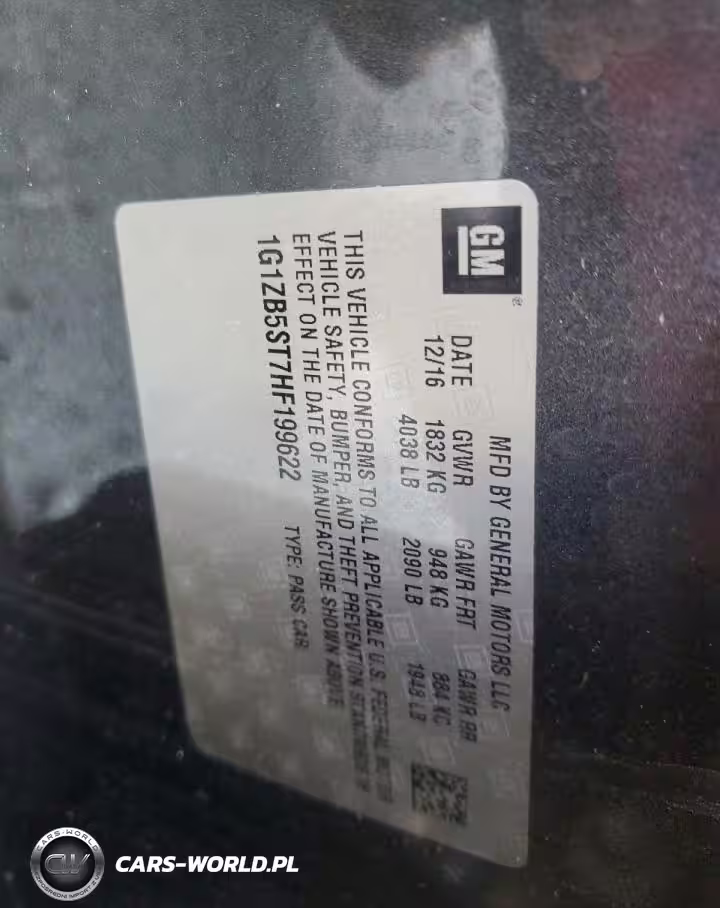 GM
®
MFD BY GENERAL MOTORS LLC
DATE GVWR GAWR FRT GAWR RR
12/16 1832 KG 948 KG 884 KG
4038 LB 2090 LB 1948 LB
THIS VEHICLE CONFORMS TO ALL APPLICABLE U.S. FEDERAL MOTOR
VEHICLE SAFETY, BUMPER, AND THEFT PREVENTION STANDARDS IN
EFFECT ON THE DATE OF MANUFACTURE SHOWN ABOVE
1G1ZB5ST7HF199622 TYPE: PASS CAR
CARS-WORLD
CW
CARS-WORLD.PL